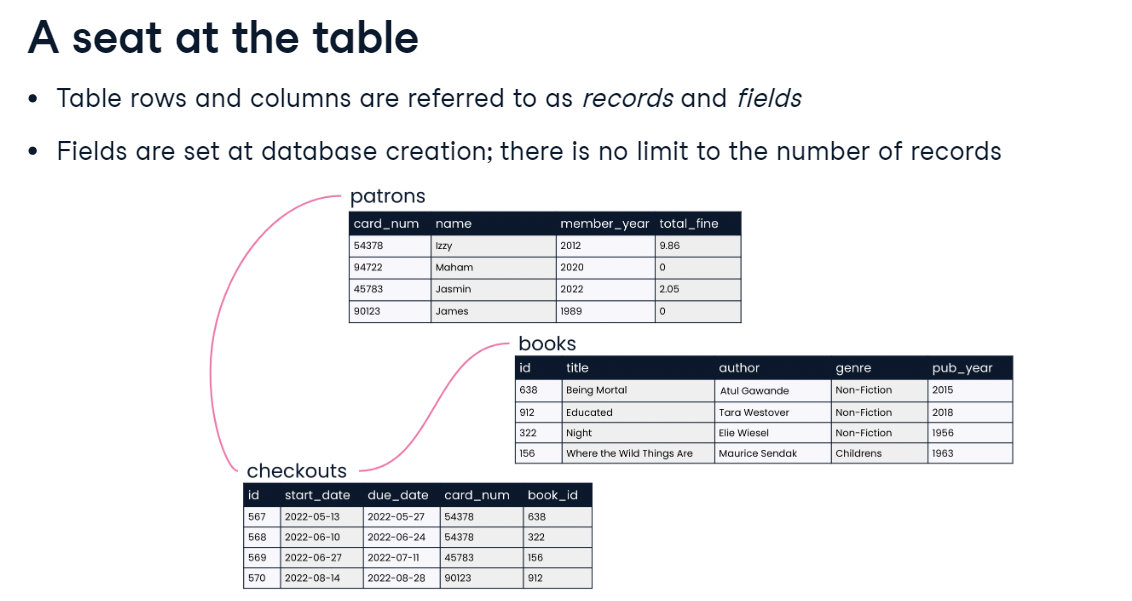 A seat at the table
• Table rows and columns are referred to as records and fields
• Fields are set at database creation; there is no limit to the number of records
patrons
card_num name member_year total_fine
54378 Izzy 2012 9.86
94722 Maham 2020 0
45783 Jasmin 2022 2.05
90123 James 1989 0
books
id title author genre pub_year
638 Being Mortal Atul Gawande Non-Fiction 2015
912 Educated Tara Westover Non-Fiction 2018
322 Night Elie Wiesel Non-Fiction 1956
156 Where the Wild Things Are Maurice Sendak Childrens 1963
checkouts
id start_date due_date card_num book_id
567 2022-05-13 2022-05-27 54378 638
568 2022-06-10 2022-06-24 54378 322
569 2022-06-27 2022-07-11 45783 156
570 2022-08-14 2022-08-28 90123 912